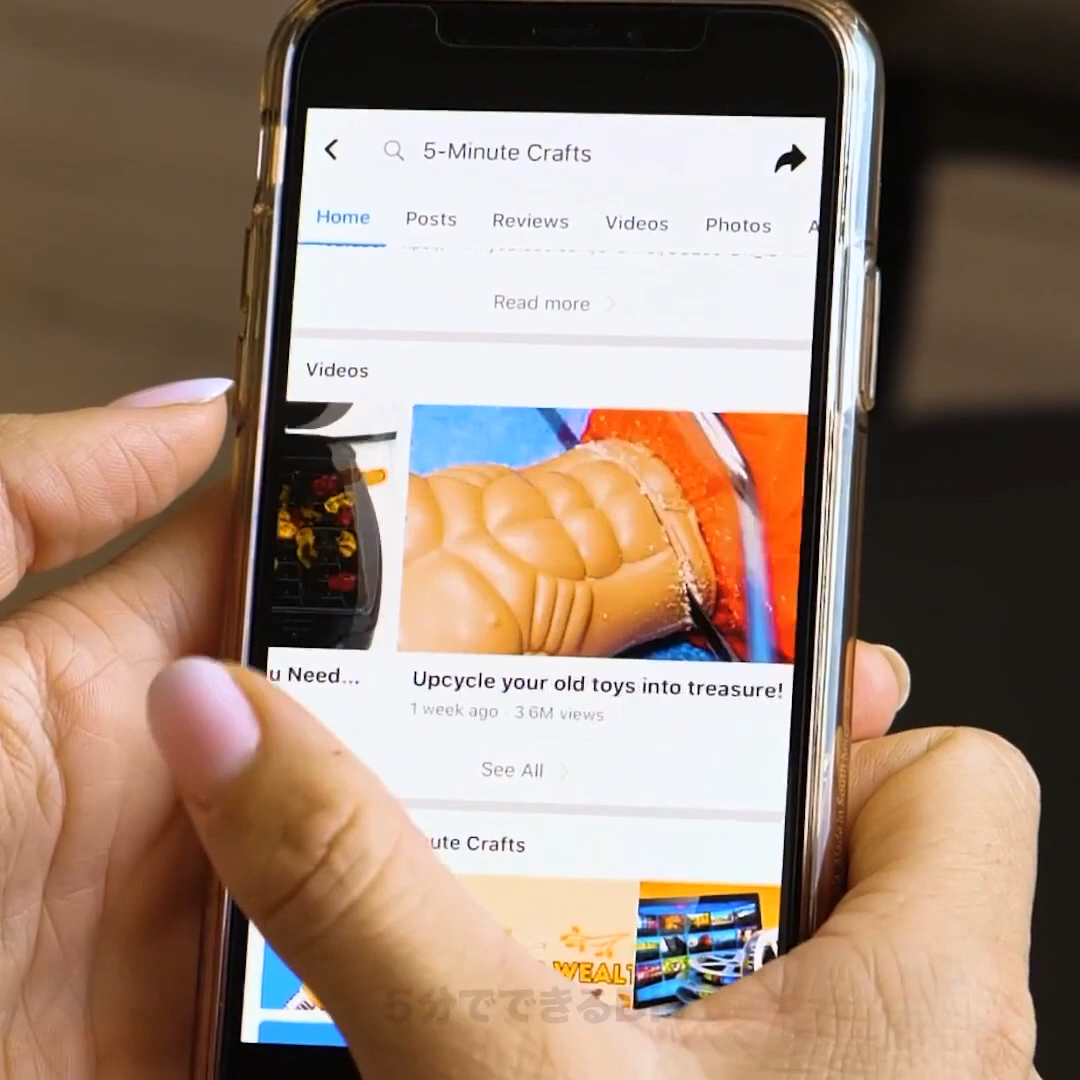 5-Minute Crafts
Home Posts Reviews Videos Photos A
Read more
Videos
u Need...
Upcycle your old toys into treasure!
1 week ago · 3.6M views
See All
ute Crafts
WEALT
5分でできる